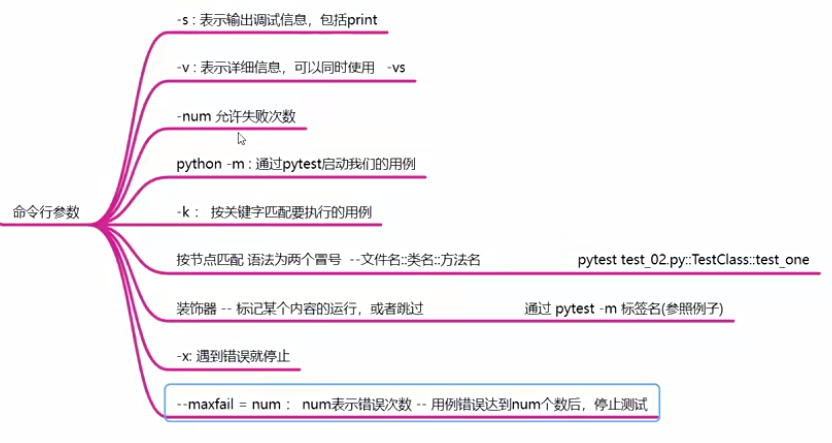 -s : 表示输出调试信息，包括print
-v : 表示详细信息，可以同时使用 -vs
-num 允许失败次数
python -m : 通过pytest启动我们的用例
命令行参数
-k ： 按关键字匹配要执行的用例
按节点匹配 语法为两个冒号 --文件名::类名::方法名 pytest test_02.py::TestClass::test_one
装饰器 -- 标记某个内容的运行，或者跳过 通过 pytest -m 标签名(参照例子)
-x: 遇到错误就停止
--maxfail = num ： num表示错误次数 -- 用例错误达到num个数后，停止测试